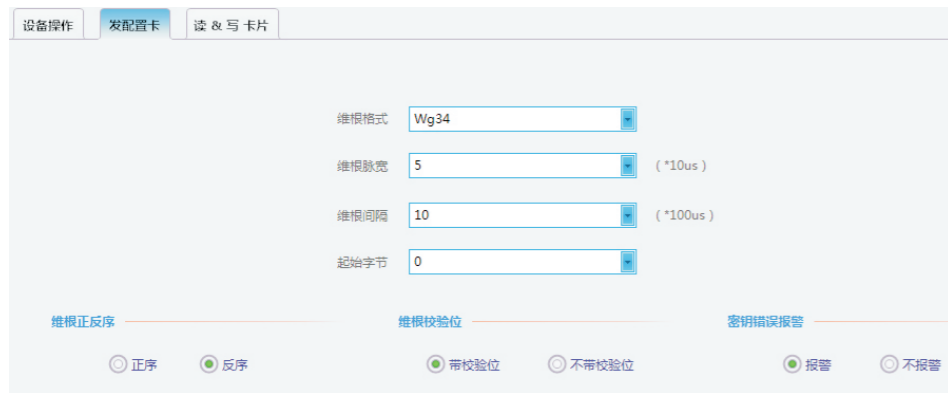 设备操作 发配置卡 读 & 写 卡片
维根格式 Wg34
维根脉宽 5 ( *10us )
维根间隔 10 ( *100us )
起始字节 0
维根正反序 维根校验位 密钥错误报警
正序 反序 带校验位 不带校验位 报警 不报警